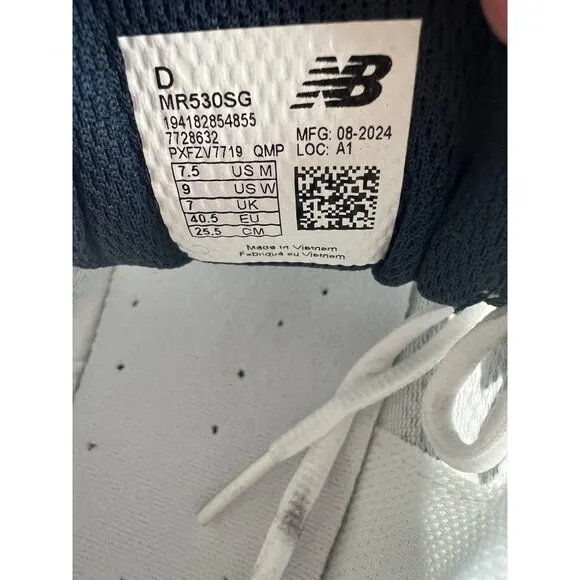 D
MR530SG
194182854855
7728632
PXFZV7719 QMP
7.5 US M
9 US W
7 UK
40.5 EU
25.5 CM
NB
MFG: 08-2024
LOC: A1
Made in Vietnam
Fabriqué au Vietnam